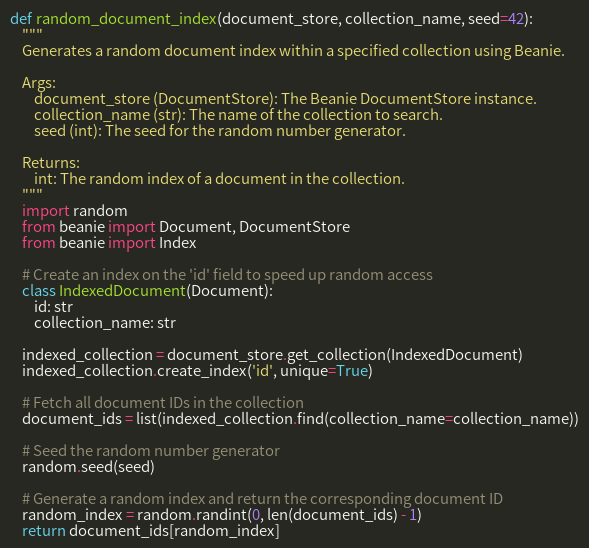 def random_document_index(document_store, collection_name, seed=42):
    """
    Generates a random document index within a specified collection using Beanie.

    Args:
        document_store (DocumentStore): The Beanie DocumentStore instance.
        collection_name (str): The name of the collection to search.
        seed (int): The seed for the random number generator.

    Returns:
        int: The random index of a document in the collection.
    """
    import random
    from beanie import Document, DocumentStore
    from beanie import Index

    # Create an index on the 'id' field to speed up random access
    class IndexedDocument(Document):
        id: str
        collection_name: str

    indexed_collection = document_store.get_collection(IndexedDocument)
    indexed_collection.create_index('id', unique=True)

    # Fetch all document IDs in the collection
    document_ids = list(indexed_collection.find(collection_name=collection_name))

    # Seed the random number generator
    random.seed(seed)

    # Generate a random index and return the corresponding document ID
    random_index = random.randint(0, len(document_ids) - 1)
    return document_ids[random_index]